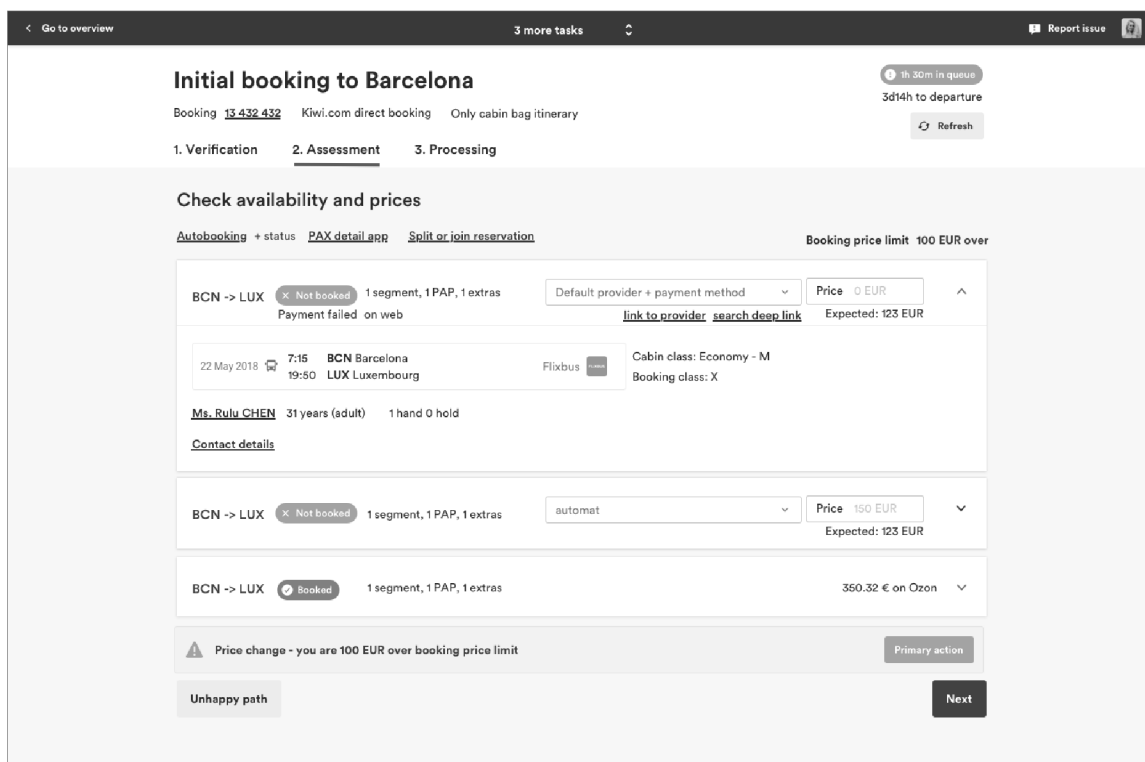 Go to overview
3 more tasks
Report issue
Initial booking to Barcelona
1h 30m in queue
3d14h to departure
Booking 13 432 432 Kiwi.com direct booking Only cabin bag itinerary
Refresh
1. Verification 2. Assessment 3. Processing
Check availability and prices
Autobooking + status PAX detail app Split or join reservation
Booking price limit 100 EUR over
BCN -> LUX × Not booked 1 segment, 1 PAP, 1 extras Default provider + payment method Price 0 EUR
Payment failed on web link to provider search deep link Expected: 123 EUR
22 May 2018 7:15 BCN Barcelona Flixbus Cabin class: Economy - M
19:50 LUX Luxembourg Booking class: X
Ms. Rulu CHEN 31 years (adult) 1 hand 0 hold
Contact details
BCN -> LUX × Not booked 1 segment, 1 PAP, 1 extras automat Price 150 EUR
Expected: 123 EUR
BCN -> LUX Booked 1 segment, 1 PAP, 1 extras 350.32 € on Ozon
Price change - you are 100 EUR over booking price limit Primary action
Unhappy path Next